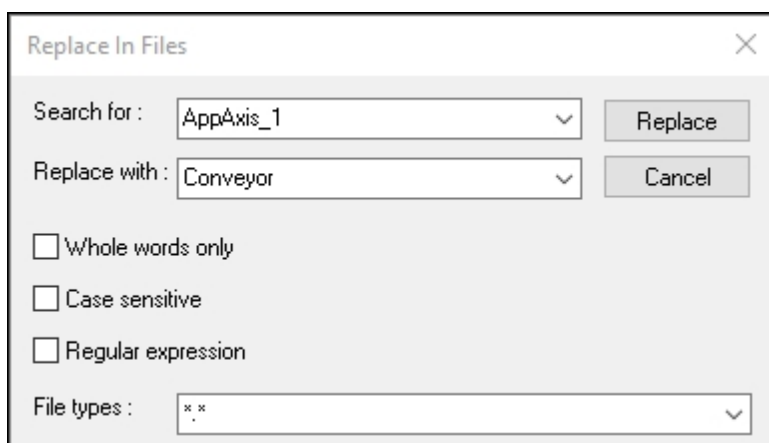 Replace In Files
Search for : AppAxis_1 Replace
Replace with : Conveyor Cancel
Whole words only
Case sensitive
Regular expression
File types : *.*